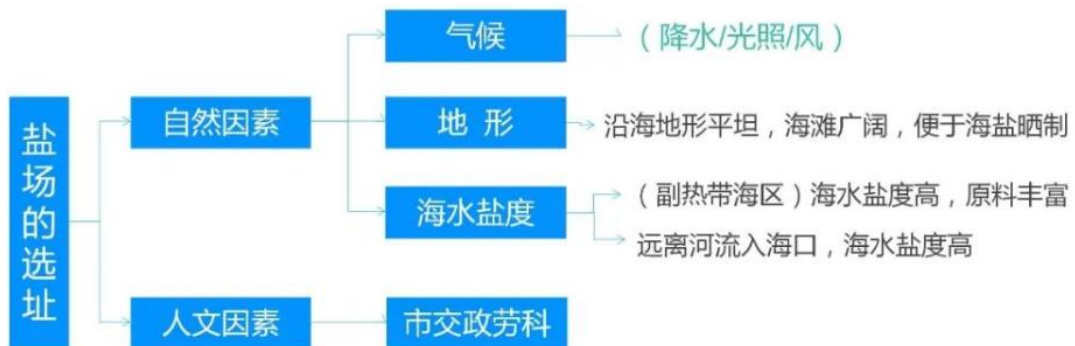 盐场的选址
自然因素
气候
（降水/光照/风）
地 形
沿海地形平坦，海滩广阔，便于海盐晒制
海水盐度
（副热带海区）海水盐度高，原料丰富
远离河流入海口，海水盐度高
人文因素
市交政劳科